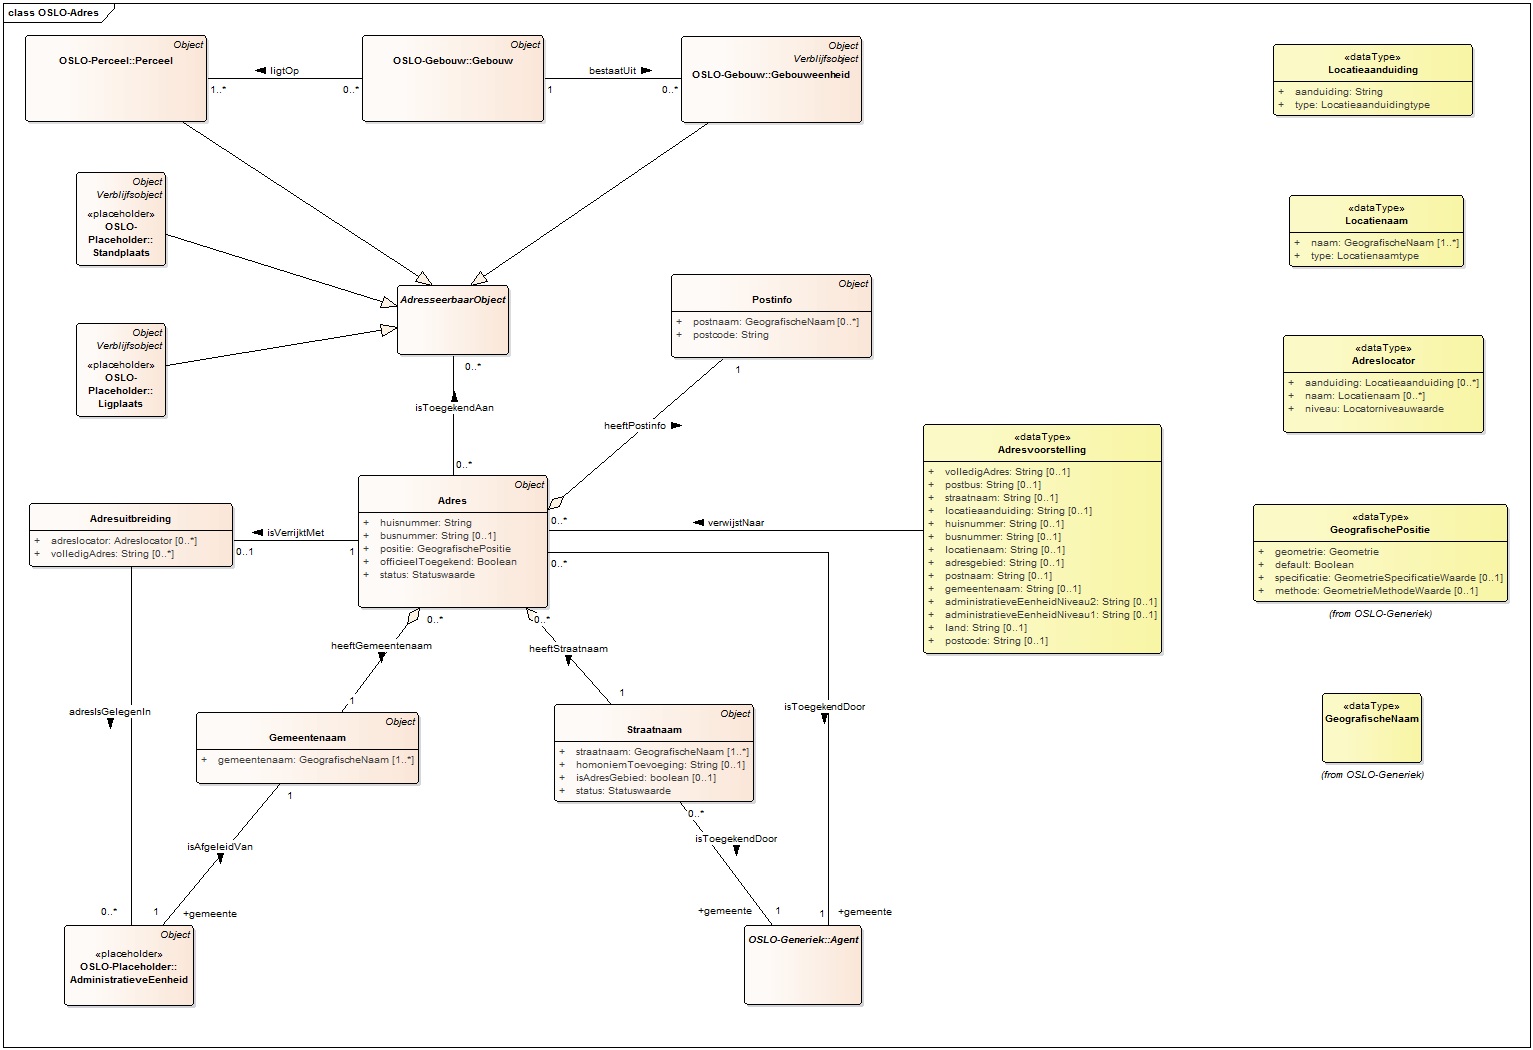 class OSLO-Adres
Object
OSLO-Perceel::Perceel
ligtOp
1..*
0..*
Object
OSLO-Gebouw::Gebouw
bestaatUit
1
0..*
Object
Verblijfsobject
OSLO-Gebouw::Gebouweenheid
Object
Verblijfsobject
«placeholder»
OSLO-
Placeholder::
Standplaats
Object
Verblijfsobject
«placeholder»
OSLO-
Placeholder::
Ligplaats
AdresseerbaarObject
0..*
isToegekendAan
0..*
Object
Postinfo
+ postnaam: GeografischeNaam [0..*]
+ postcode: String
1
heeftPostinfo
0..*
Object
Adres
+ huisnummer: String
+ busnummer: String [0..1]
+ positie: GeografischePositie
+ officieelToegekend: Boolean
+ status: Statuswaarde
Adresuitbreiding
+ adreslocator: Adreslocator [0..*]
+ volledigAdres: String [0..*]
isVerrijktMet
0..1
1
verwijstNaar
0..*
«dataType»
Adresvoorstelling
+ volledigAdres: String [0..1]
+ postbus: String [0..1]
+ straatnaam: String [0..1]
+ locatieaanduiding: String [0..1]
+ huisnummer: String [0..1]
+ busnummer: String [0..1]
+ locatienaam: String [0..1]
+ adresgebied: String [0..1]
+ postnaam: String [0..1]
+ gemeentenaam: String [0..1]
+ administratieveEenheidNiveau2: String [0..1]
+ administratieveEenheidNiveau1: String [0..1]
+ land: String [0..1]
+ postcode: String [0..1]
0..*
heeftGemeentenaam
1
0..*
heeftStraatnaam
1
adresIsGelegenIn
0..*
Object
Gemeentenaam
+ gemeentenaam: GeografischeNaam [1..*]
1
isAfgeleidVan
1
+gemeente
Object
Straatnaam
+ straatnaam: GeografischeNaam [1..*]
+ homoniemToevoeging: String [0..1]
+ isAdresGebied: boolean [0..1]
+ status: Statuswaarde
0..*
isToegekendDoor
+gemeente
1
isToegekendDoor
1
+gemeente
Object
«placeholder»
OSLO-Placeholder::
AdministratieveEenheid
OSLO-Generiek::Agent
«dataType»
Locatieaanduiding
+ aanduiding: String
+ type: Locatieaanduidingtype
«dataType»
Locatienaam
+ naam: GeografischeNaam [1..*]
+ type: Locatienaamtype
«dataType»
Adreslocator
+ aanduiding: Locatieaanduiding [0..*]
+ naam: Locatienaam [0..*]
+ niveau: Locatorniveauwaarde
«dataType»
GeografischePositie
+ geometrie: Geometrie
+ default: Boolean
+ specificatie: GeometrieSpecificatieWaarde [0..1]
+ methode: GeometrieMethodeWaarde [0..1]
(from OSLO-Generiek)
«dataType»
GeografischeNaam
(from OSLO-Generiek)